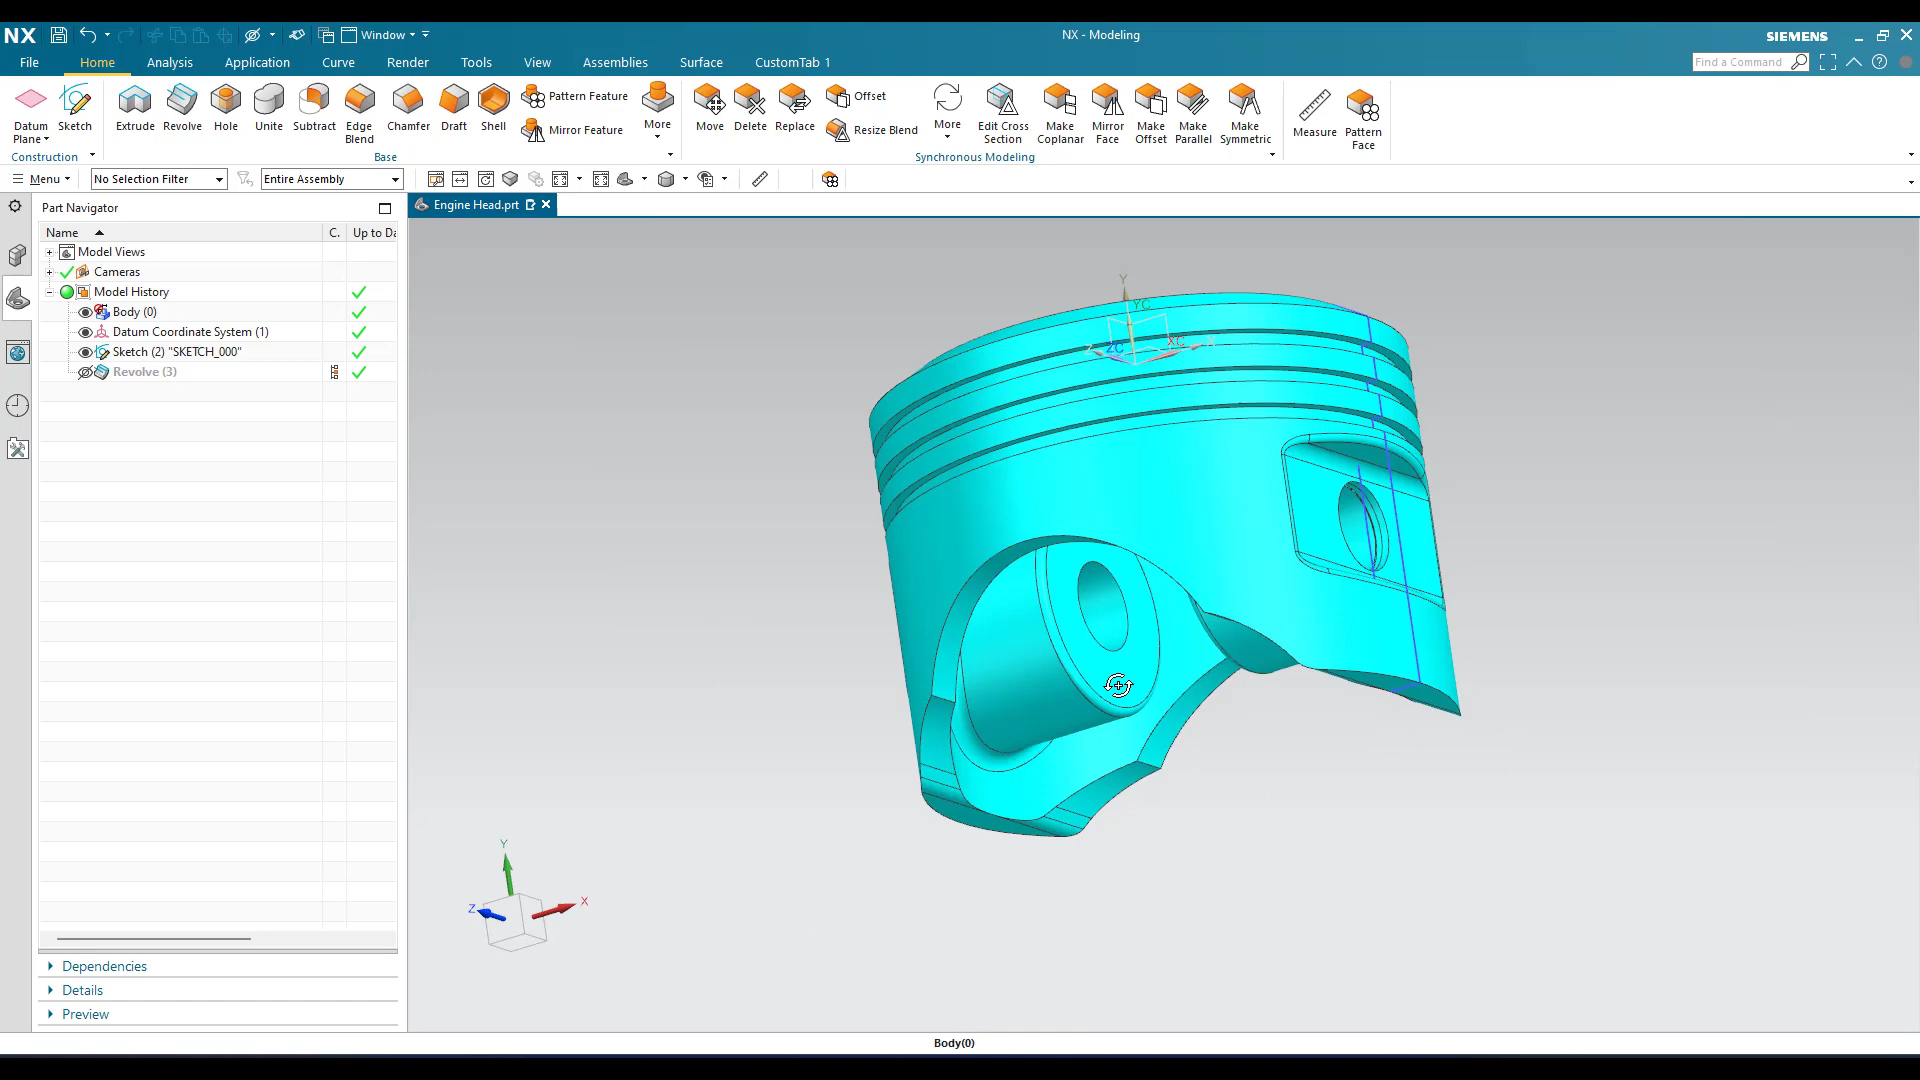 NX Window NX - Modeling SIEMENS
File Home Analysis Application Curve Render Tools View Assemblies Surface CustomTab 1 Find a Command
Datum Plane Sketch Extrude Revolve Hole Unite Subtract Edge Blend Chamfer Draft Shell Pattern Feature Mirror Feature More Move Delete Replace Offset Resize Blend More Edit Cross Section Make Coplanar Mirror Face Make Offset Make Parallel Make Symmetric Measure Pattern Face
Construction Base Synchronous Modeling
Menu No Selection Filter Entire Assembly
Part Navigator Engine Head.prt
Name C. Up to Da
Model Views
Cameras
Model History
Body (0)
Datum Coordinate System (1)
Sketch (2) "SKETCH_000"
Revolve (3)
Y
YC
XC X
Z ZC
Y
Z X
Dependencies
Details
Preview
Body(0)